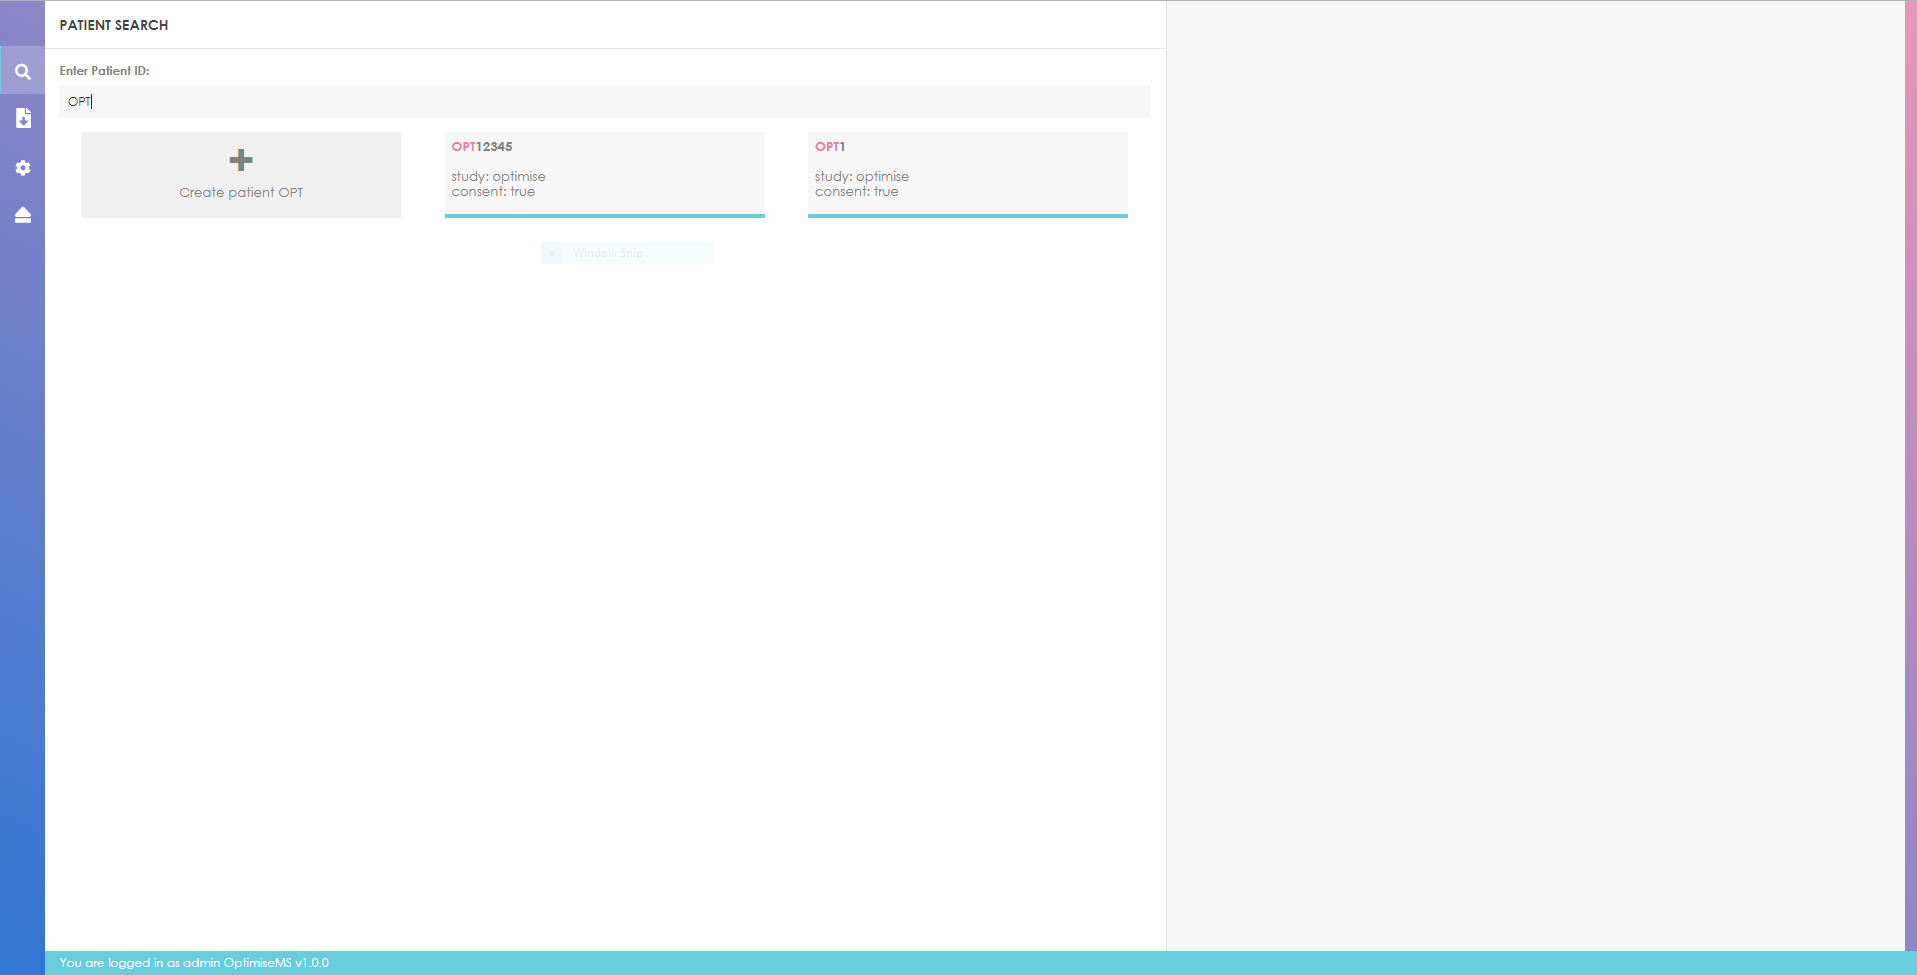 PATIENT SEARCH
Enter Patient ID:
OPT
Create patient OPT
OPT12345
study: optimise
consent: true
OPT1
study: optimise
consent: true
Window Snip
You are logged in as admin OptimiseMS v1.0.0